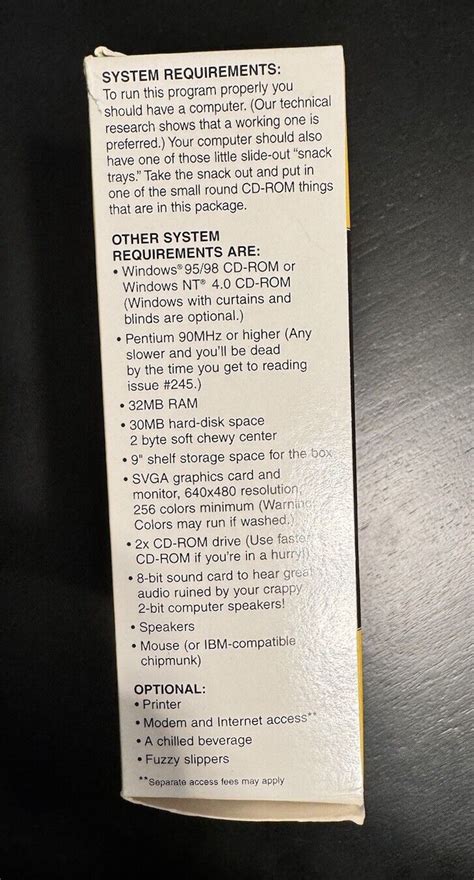 SYSTEM REQUIREMENTS:
To run this program properly you
should have a computer. (Our technical
research shows that a working one is
preferred.) Your computer should also
have one of those little slide-out “snack
trays.” Take the snack out and put in
one of the small round CD-ROM things
that are in this package.
OTHER SYSTEM
REQUIREMENTS ARE:
• Windows® 95/98 CD-ROM or
Windows NT® 4.0 CD-ROM
(Windows with curtains and
blinds are optional.)
• Pentium 90MHz or higher (Any
slower and you'll be dead
by the time you get to reading
issue #245.)
• 32MB RAM
• 30MB hard-disk space
2 byte soft chewy center
• 9" shelf storage space for the box
• SVGA graphics card and
monitor, 640x480 resolution,
256 colors minimum (Warning:
Colors may run if washed.)
• 2x CD-ROM drive (Use faster
CD-ROM if you're in a hurry!)
• 8-bit sound card to hear great
audio ruined by your crappy
2-bit computer speakers!
• Speakers
• Mouse (or IBM-compatible
chipmunk)
OPTIONAL:
• Printer
• Modem and Internet access**
• A chilled beverage
• Fuzzy slippers
**Separate access fees may apply